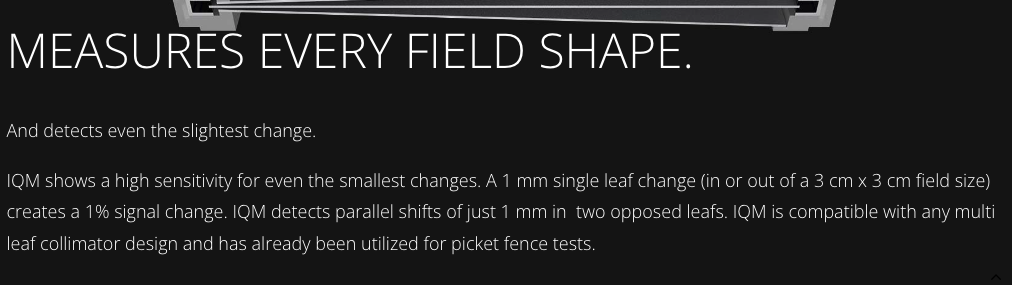 MEASURES EVERY FIELD SHAPE.
And detects even the slightest change.
IQM shows a high sensitivity for even the smallest changes. A 1 mm single leaf change (in or out of a 3 cm x 3 cm field size)
creates a 1% signal change. IQM detects parallel shifts of just 1 mm in  two opposed leafs. IQM is compatible with any multi
leaf collimator design and has already been utilized for picket fence tests.